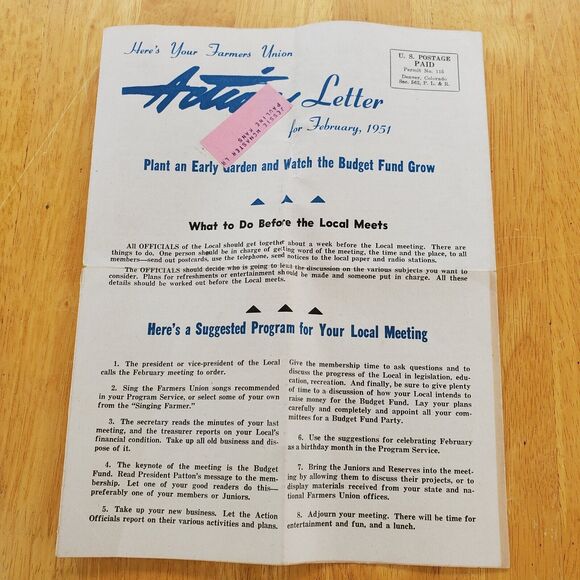 Here's Your Farmers Union
U. S. POSTAGE
PAID
Permit No. 116
Denver, Colorado
Sec. 562, P. L. & R.
Action Letter
for February, 1951
JESSIE MCMASTER LR
PAULINE KANS
Plant an Early Garden and Watch the Budget Fund Grow
What to Do Before the Local Meets
All OFFICIALS of the Local should get together about a week before the Local meeting. There are
things to do. One person should be in charge of getting word of the meeting, the time and the place, to all
members—send out postcards, use the telephone, send notices to the local paper and radio stations.
The OFFICIALS should decide who is going to lead the discussion on the various subjects you want to
consider. Plans for refreshments or entertainment should be made and someone put in charge. All these
details should be worked out before the Local meets.
Here's a Suggested Program for Your Local Meeting
1. The president or vice-president of the Local
calls the February meeting to order.
2. Sing the Farmers Union songs recommended
in your Program Service, or select some of your own
from the "Singing Farmer."
3. The secretary reads the minutes of your last
meeting, and the treasurer reports on your Local's
financial condition. Take up all old business and dis-
pose of it.
4. The keynote of the meeting is the Budget
Fund. Read President Patton's message to the mem-
bership. Let one of your good readers do this—
preferably one of your members or Juniors.
5. Take up your new business. Let the Action
Officials report on their various activities and plans.
Give the membership time to ask questions and to
discuss the progress of the Local in legislation, edu-
cation, recreation. And finally, be sure to give plenty
of time to a discussion of how your Local intends to
raise money for the Budget Fund. Lay your plans
carefully and completely and appoint all your com-
mittees for a Budget Fund Party.
6. Use the suggestions for celebrating February
as a birthday month in the Program Service.
7. Bring the Juniors and Reserves into the meet-
ing by allowing them to discuss their projects, or to
display materials received from your state and na-
tional Farmers Union offices.
8. Adjourn your meeting. There will be time for
entertainment and fun, and a lunch.